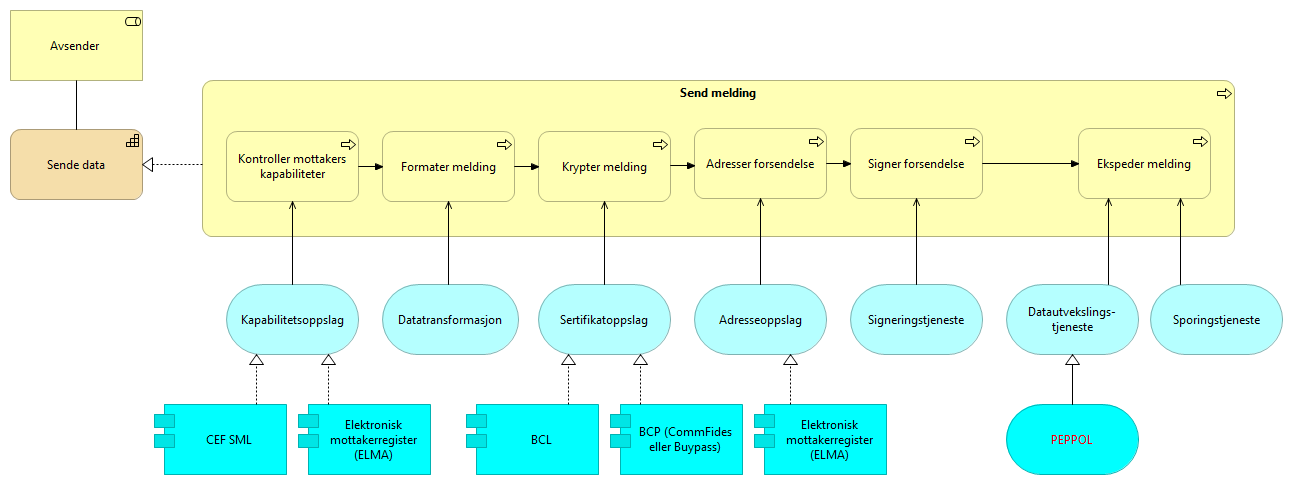 Avsender
Sende data
Send melding
Kontroller mottakers
kapabiliteter
Formater melding
Krypter melding
Adresser forsendelse
Signer forsendelse
Ekspeder melding
Kapabilitetsoppslag
Datatransformasjon
Sertifikatoppslag
Adresseoppslag
Signeringstjeneste
Datautvekslings-
tjeneste
Sporingstjeneste
CEF SML
Elektronisk
mottakerregister
(ELMA)
BCL
BCP (CommFides
eller Buypass)
Elektronisk
mottakerregister
(ELMA)
PEPPOL